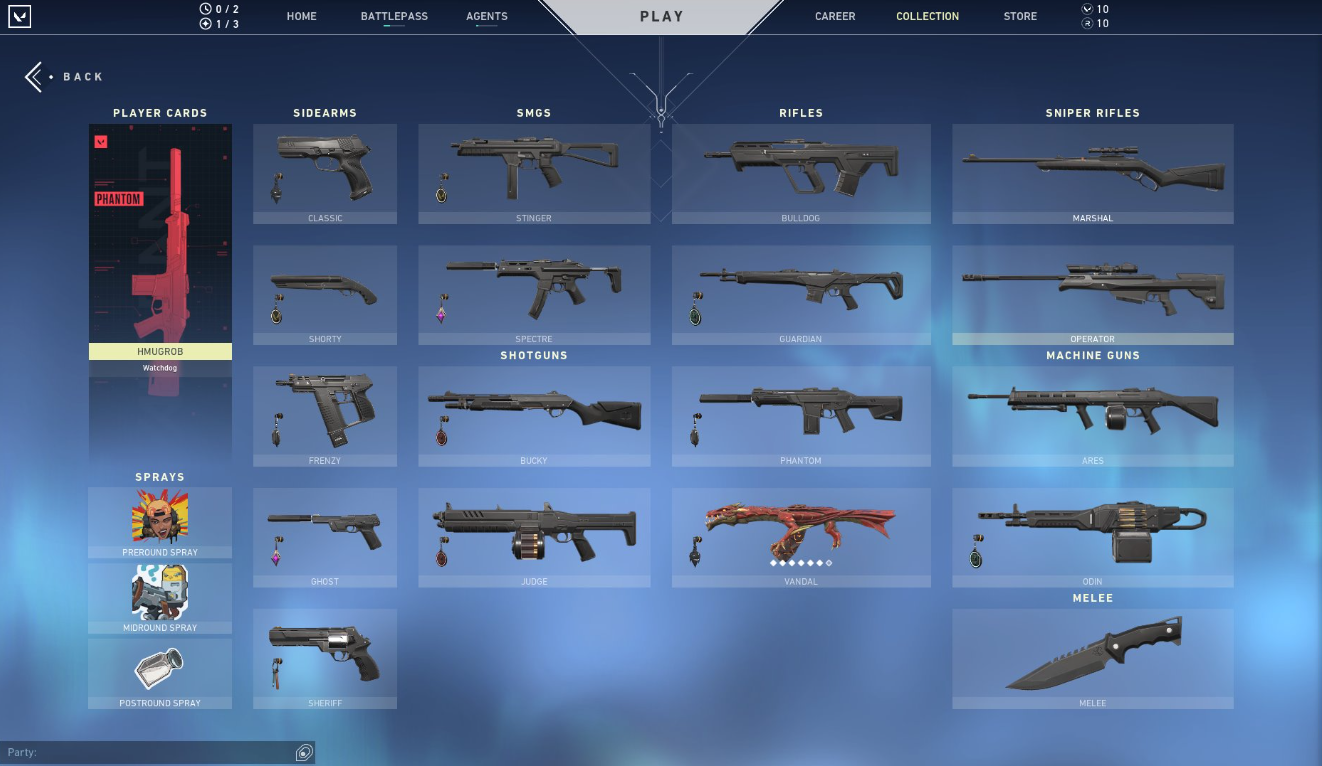 0 / 2
1 / 3
HOME
BATTLEPASS
AGENTS
PLAY
CAREER
COLLECTION
STORE
10
10
BACK
PLAYER CARDS
SIDEARMS
SMGS
RIFLES
SNIPER RIFLES
PHANTOM
CLASSIC
STINGER
BULLDOG
MARSHAL
SHORTY
SPECTRE
GUARDIAN
OPERATOR
HMUGROB
Watchdog
SHOTGUNS
MACHINE GUNS
FRENZY
BUCKY
PHANTOM
ARES
SPRAYS
PREROUND SPRAY
GHOST
JUDGE
VANDAL
ODIN
MELEE
MIDROUND SPRAY
POSTROUND SPRAY
SHERIFF
MELEE
Party: